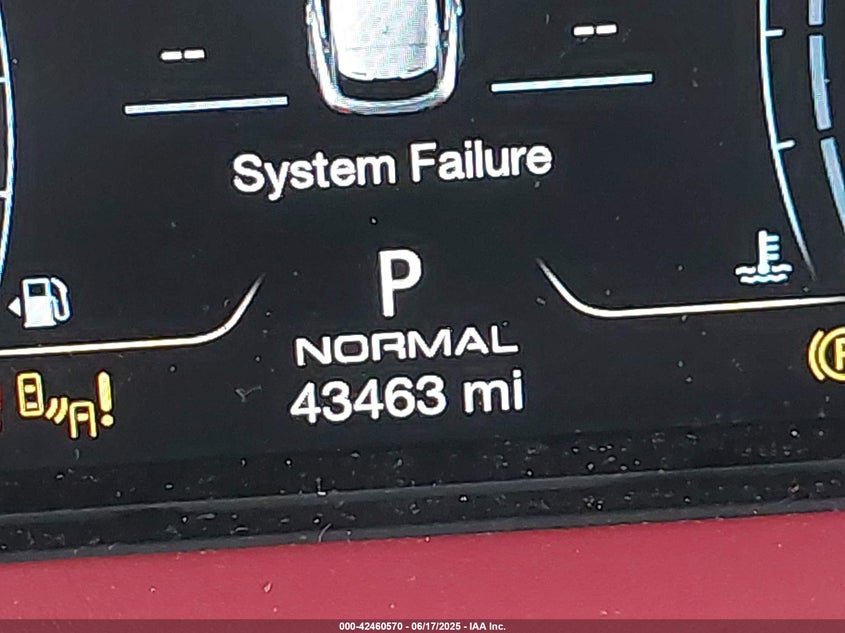 -- --
System Failure
P
NORMAL
43463 mi
000-42460570 - 06/17/2025 - IAA Inc.